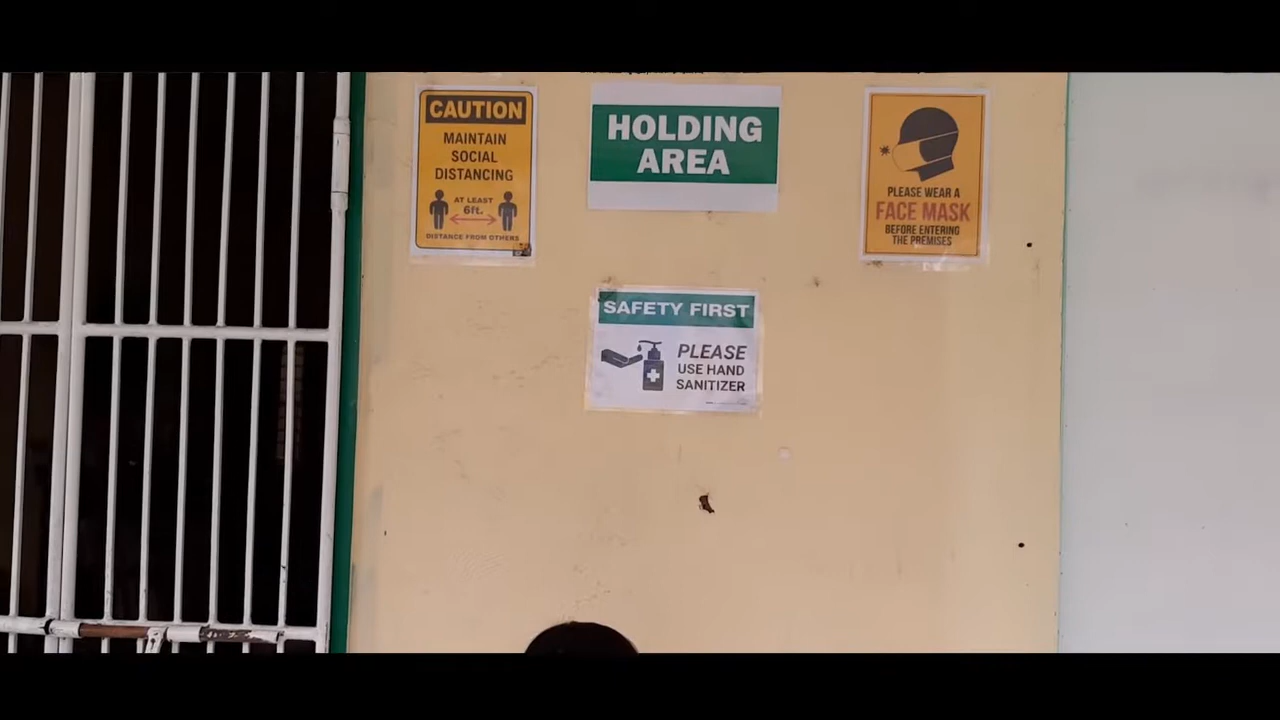 CAUTION
MAINTAIN
SOCIAL
DISTANCING
AT LEAST
6ft.
DISTANCE FROM OTHERS
HOLDING
AREA
PLEASE WEAR A
FACE MASK
BEFORE ENTERING
THE PREMISES
SAFETY FIRST
PLEASE
USE HAND
SANITIZER